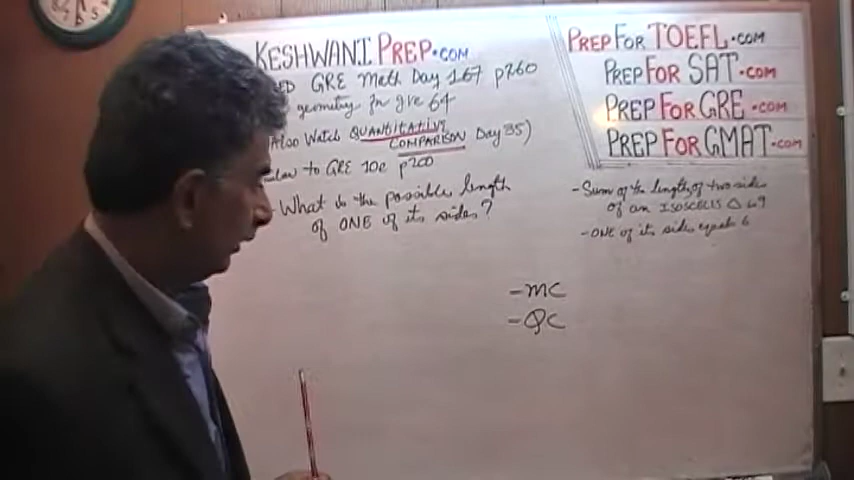 KESHWANI PREP.COM
GRE Math Day 167 p260
geometry for gre 64
Also Watch QUANTITATIVE
COMPARISON Day 35)
to GRE 10e p200
What do the possible length
of ONE of its sides?
PREP FOR TOEFL.COM
PREP FOR SAT.COM
PREP FOR GRE.COM
PREP FOR GMAT.COM
- Sum of the length of two sides
of an ISOSCELES △ is 9
- ONE of its sides equals 6
- MC
- QC